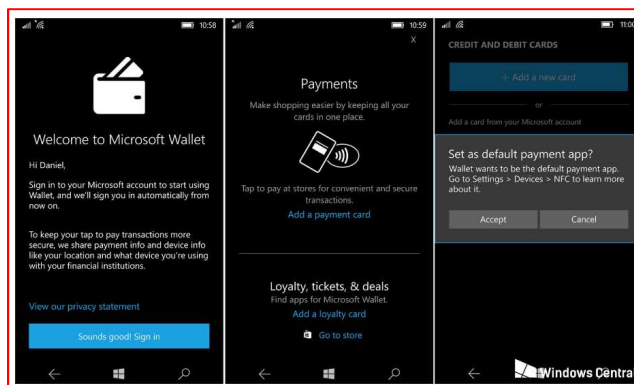 10:58
Welcome to Microsoft Wallet
Hi Daniel,
Sign in to your Microsoft account to start using
Wallet, and we'll sign you in automatically from
now on.
To keep your tap to pay transactions more
secure, we share payment info and device info
like your location and what device you're using
with your financial institutions.
View our privacy statement
Sounds good! Sign in
10:59
X
Payments
Make shopping easier by keeping all your
cards in one place.
Tap to pay at stores for convenient and secure
transactions.
Add a payment card
Loyalty, tickets, & deals
Find apps for Microsoft Wallet.
Add a loyalty card
Go to store
11:00
CREDIT AND DEBIT CARDS
+ Add a new card
or
Add a card from your Microsoft account
Set as default payment app?
Wallet wants to be the default payment app.
Go to Settings > Devices > NFC to learn more
about it.
Accept
Cancel
Windows Central